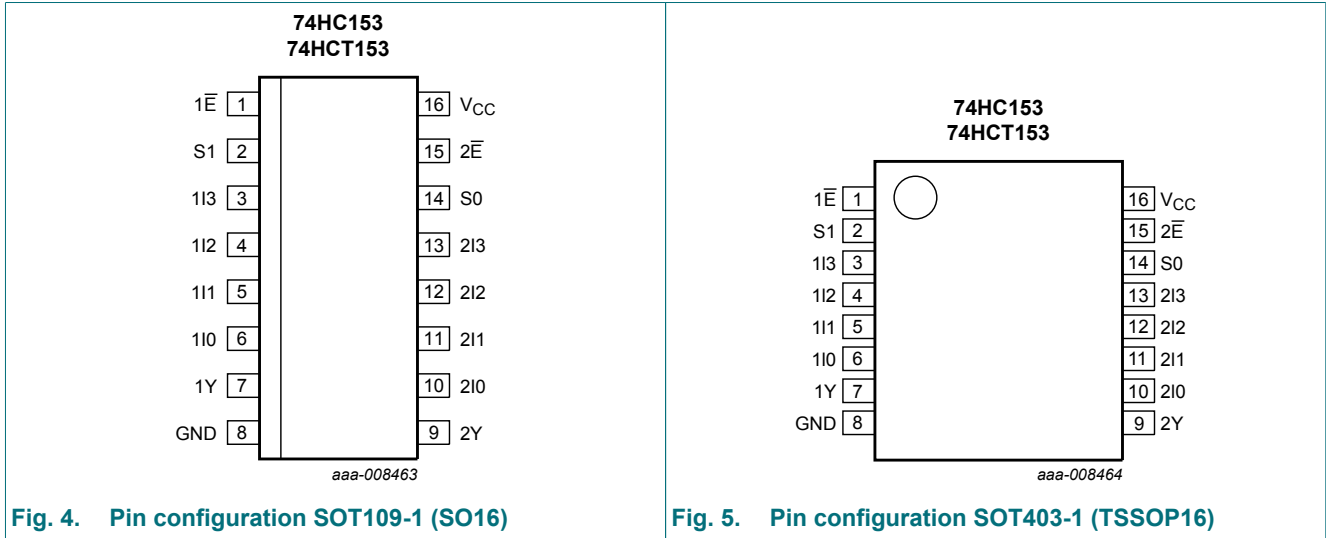 74HC153
74HCT153
1E̅ 1 16 VCC
S1 2 15 2E̅
1I3 3 14 S0
1I2 4 13 2I3
1I1 5 12 2I2
1I0 6 11 2I1
1Y 7 10 2I0
GND 8 9 2Y
aaa-008463
Fig. 4. Pin configuration SOT109-1 (SO16)
74HC153
74HCT153
1E̅ 1 16 VCC
S1 2 15 2E̅
1I3 3 14 S0
1I2 4 13 2I3
1I1 5 12 2I2
1I0 6 11 2I1
1Y 7 10 2I0
GND 8 9 2Y
aaa-008464
Fig. 5. Pin configuration SOT403-1 (TSSOP16)